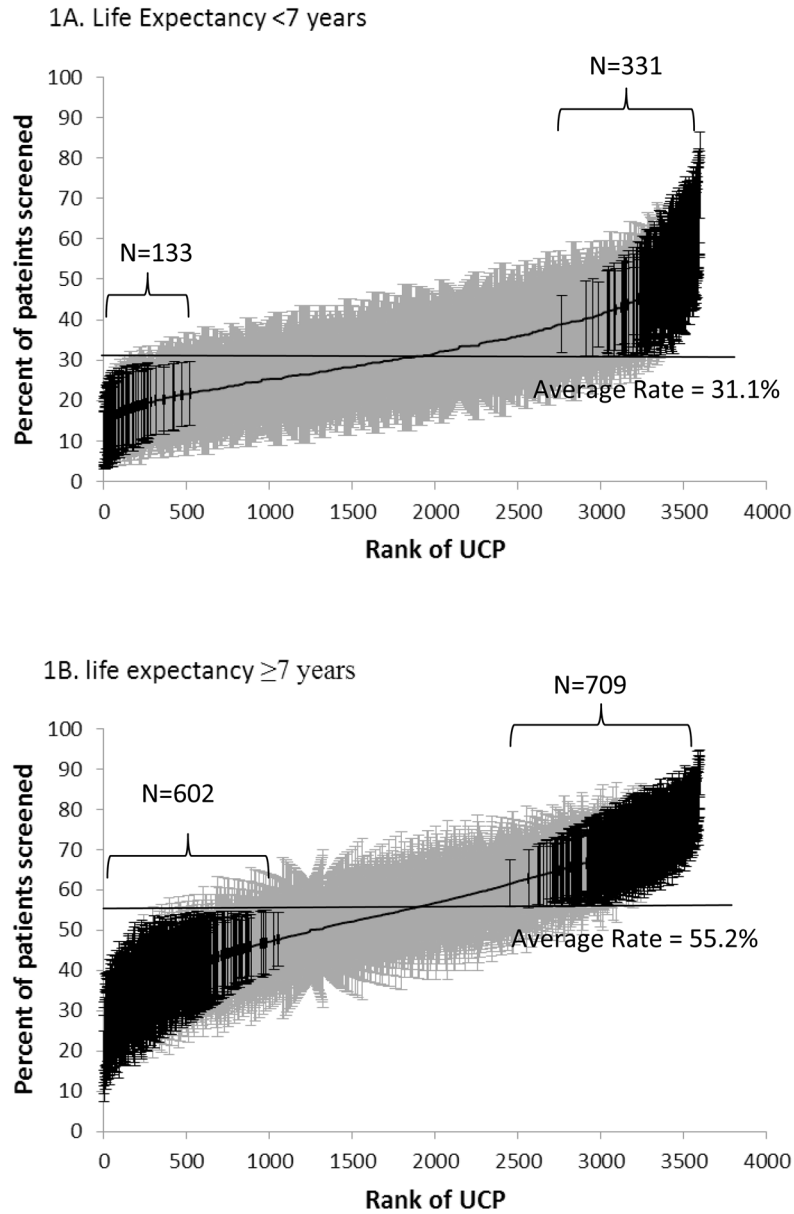 1A. Life Expectancy <7 years
N=331
N=133
100
90
80
70
60
50
40
30
20
10
0
Percent of pateints screened
Average Rate = 31.1%
0 500 1000 1500 2000 2500 3000 3500 4000
Rank of UCP
1B. life expectancy ≥7 years
N=709
N=602
100
90
80
70
60
50
40
30
20
10
0
Percent of patients screened
Average Rate = 55.2%
0 500 1000 1500 2000 2500 3000 3500 4000
Rank of UCP